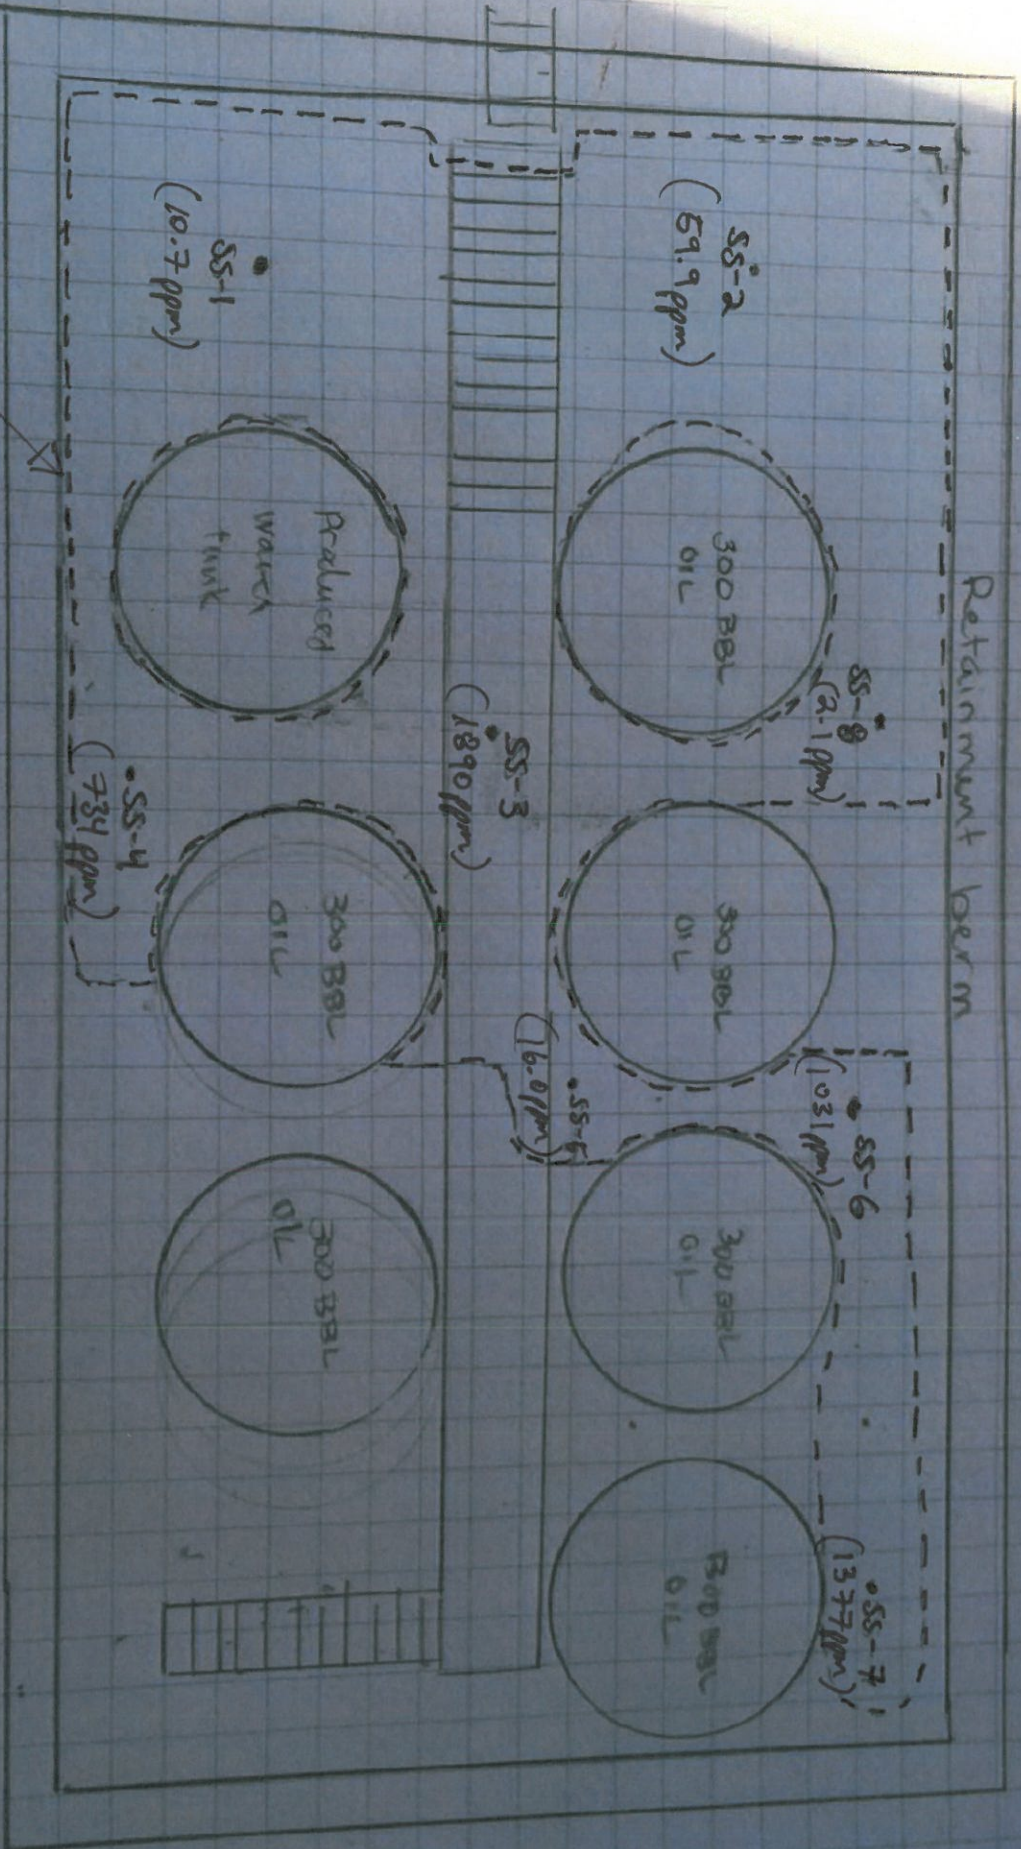 Retainment berm
SS-2
(59.9 ppm)
SS-1
(10.7 ppm)
300 BBL
OIL
Produced
Water
tank
SS-8
(2.1 ppm)
SS-3
(1890 ppm)
SS-4
(734 ppm)
300 BBL
OIL
300 BBL
OIL
SS-6
(1031 ppm)
SS-5
(16.0 ppm)
300 BBL
OIL
300 BBL
OIL
SS-7
(1377 ppm)
300 BBL
OIL